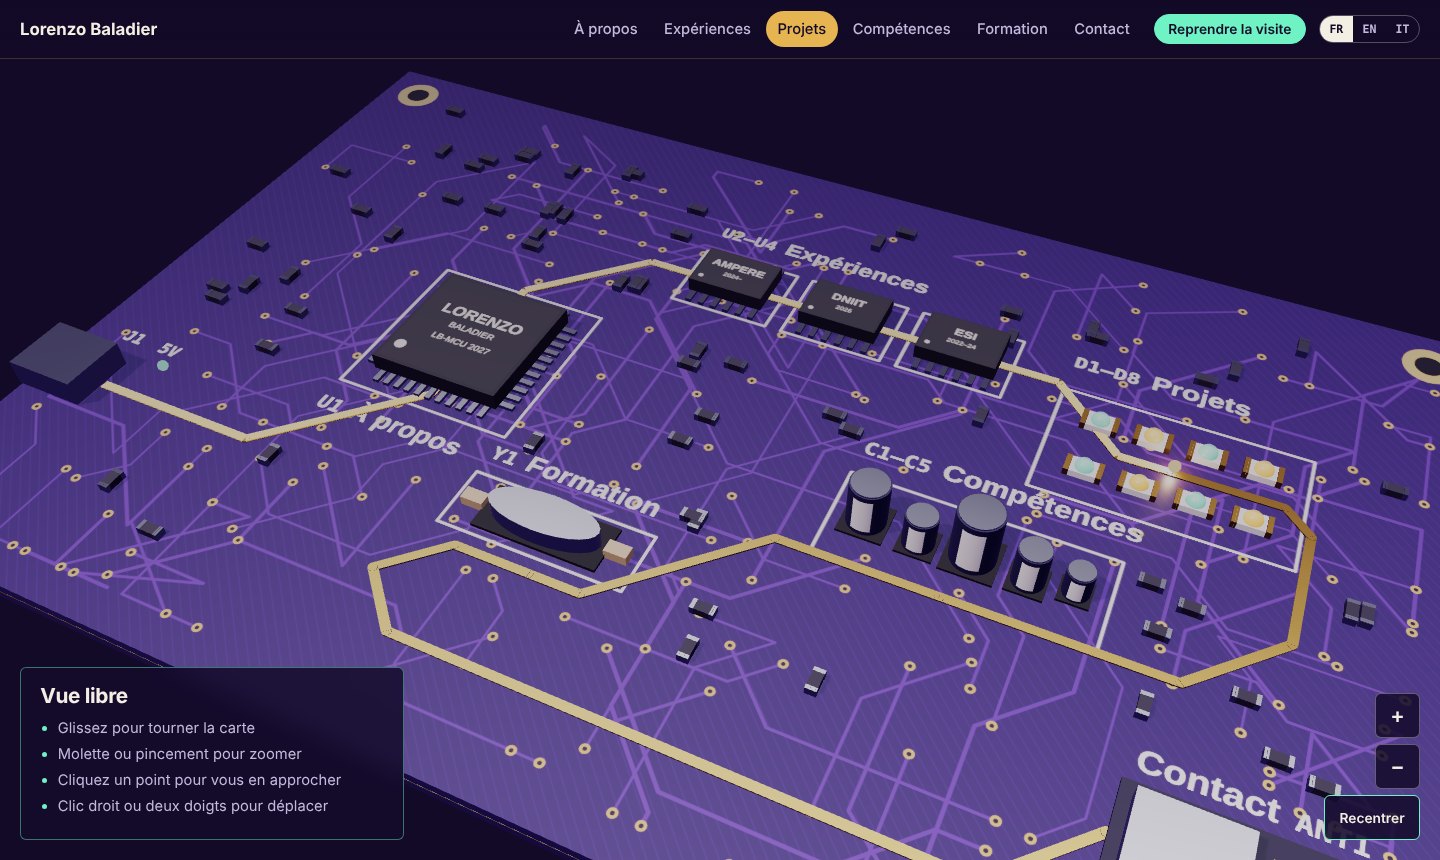 Lorenzo Baladier
À propos
Expériences
Projets
Compétences
Formation
Contact
Reprendre la visite
FR
EN
IT
U2–U4 Expériences
AMPERE
2024–
DNIIT
2025
ESI
2022–24
LORENZO
BALADIER
LB-MCU 2027
J1 5V
D1–D8 Projets
U1 À propos
Y1 Formation
C1–C5 Compétences
Vue libre
Glissez pour tourner la carte
Molette ou pincement pour zoomer
Cliquez un point pour vous en approcher
Clic droit ou deux doigts pour déplacer
+
−
Contact ANT1
Recentrer